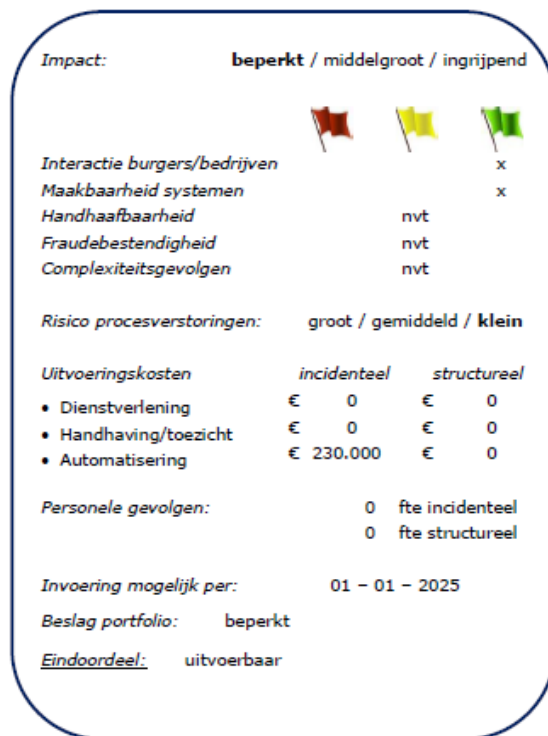 Impact: beperkt / middelgroot / ingrijpend
Interactie burgers/bedrijven x
Maakbaarheid systemen x
Handhaafbaarheid nvt
Fraudebestendigheid nvt
Complexiteitsgevolgen nvt
Risico procesverstoringen: groot / gemiddeld / klein
Uitvoeringskosten incidenteel structureel
• Dienstverlening € 0 € 0
• Handhaving/toezicht € 0 € 0
• Automatisering € 230.000 € 0
Personele gevolgen: 0 fte incidenteel
0 fte structureel
Invoering mogelijk per: 01 – 01 – 2025
Beslag portfolio: beperkt
Eindoordeel: uitvoerbaar